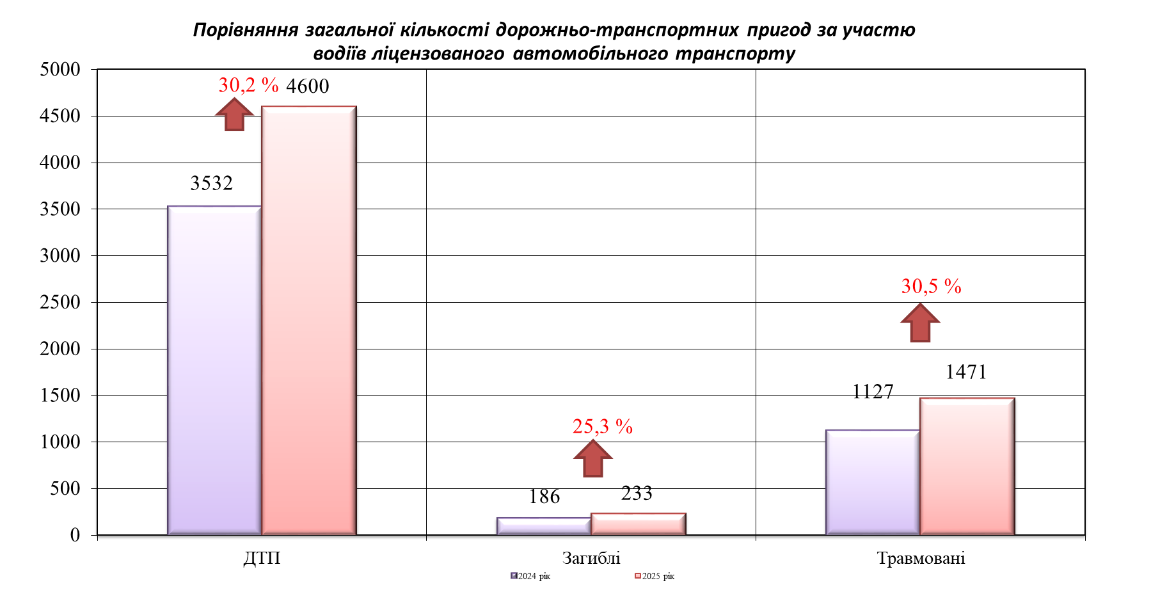 Порівняння загальної кількості дорожньо-транспортних пригод за участю
водіїв ліцензованого автомобільного транспорту
5000
4500
4000
3500
3000
2500
2000
1500
1000
500
0
30,2 %
4600
3532
25,3 %
186
233
30,5 %
1127
1471
ДТП
Загиблі
Травмовані
2024 рік
2025 рік